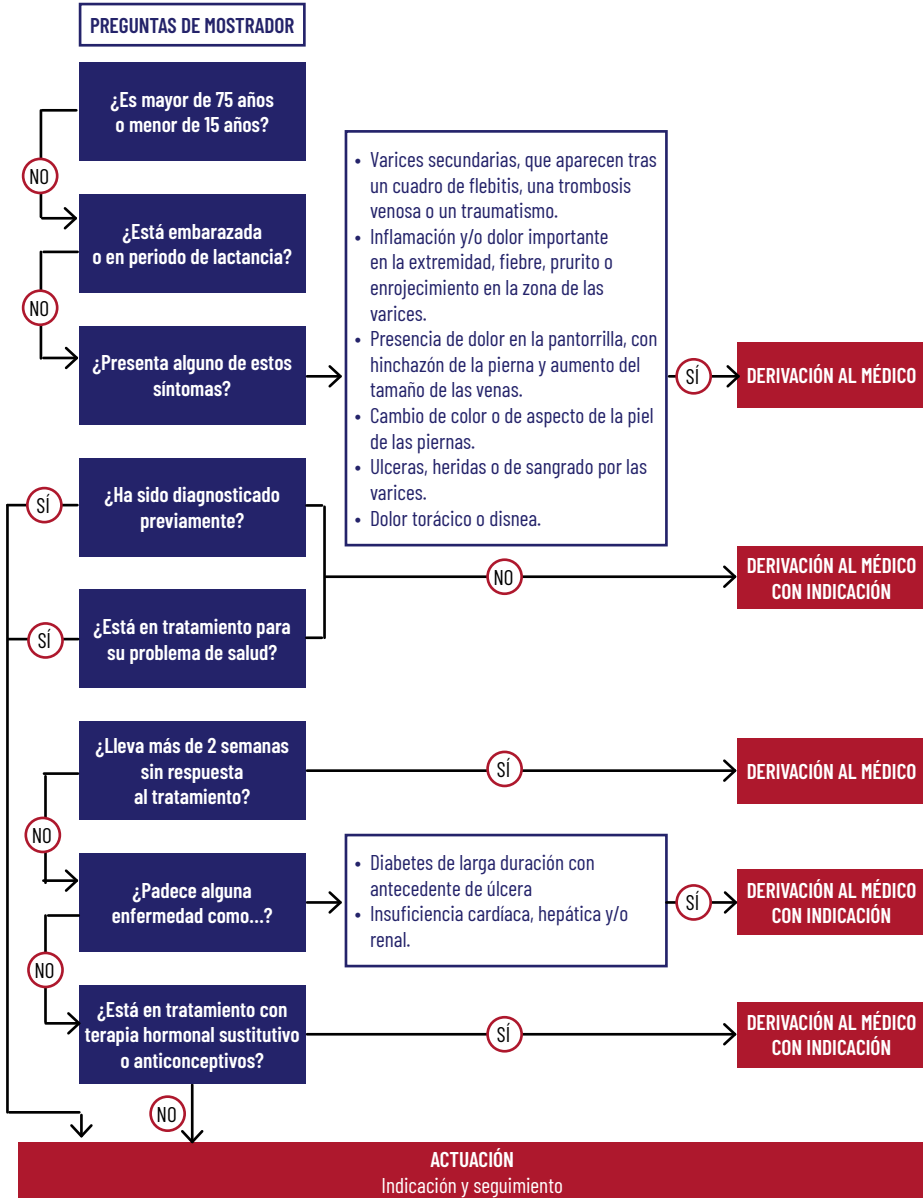 PREGUNTAS DE MOSTRADOR
¿Es mayor de 75 años
o menor de 15 años?
NO
¿Está embarazada
o en periodo de lactancia?
NO
¿Presenta alguno de estos
síntomas?
• Varices secundarias, que aparecen tras
un cuadro de flebitis, una trombosis
venosa o un traumatismo.
• Inflamación y/o dolor importante
en la extremidad, fiebre, prurito o
enrojecimiento en la zona de las
varices.
• Presencia de dolor en la pantorrilla, con
hinchazón de la pierna y aumento del
tamaño de las venas.
• Cambio de color o de aspecto de la piel
de las piernas.
• Ulceras, heridas o de sangrado por las
varices.
• Dolor torácico o disnea.
SÍ
DERIVACIÓN AL MÉDICO
SÍ
¿Ha sido diagnosticado
previamente?
NO
DERIVACIÓN AL MÉDICO
CON INDICACIÓN
SÍ
¿Está en tratamiento para
su problema de salud?
¿Lleva más de 2 semanas
sin respuesta
al tratamiento?
SÍ
DERIVACIÓN AL MÉDICO
NO
¿Padece alguna
enfermedad como...?
• Diabetes de larga duración con
antecedente de úlcera
• Insuficiencia cardíaca, hepática y/o
renal.
SÍ
DERIVACIÓN AL MÉDICO
CON INDICACIÓN
NO
¿Está en tratamiento con
terapia hormonal sustitutivo
o anticonceptivos?
SÍ
DERIVACIÓN AL MÉDICO
CON INDICACIÓN
NO
ACTUACIÓN
Indicación y seguimiento